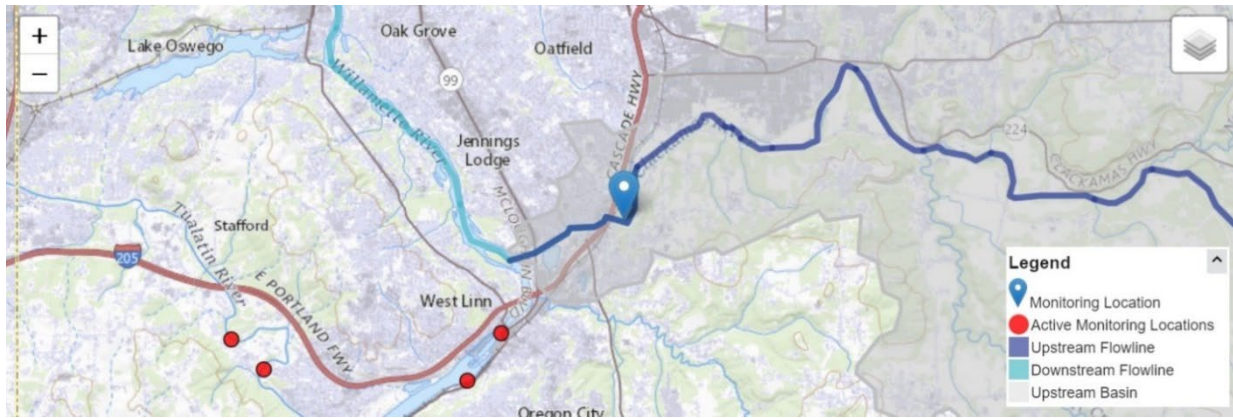 +
−
Lake Oswego
Oak Grove
Oatfield
99
Willamette River
Jennings
Lodge
CASCADE HWY
224
CLACKAMAS HWY
Stafford
Tualatin River
205
E PORTLAND FWY
West Linn
Oregon City
Legend
Monitoring Location
Active Monitoring Locations
Upstream Flowline
Downstream Flowline
Upstream Basin